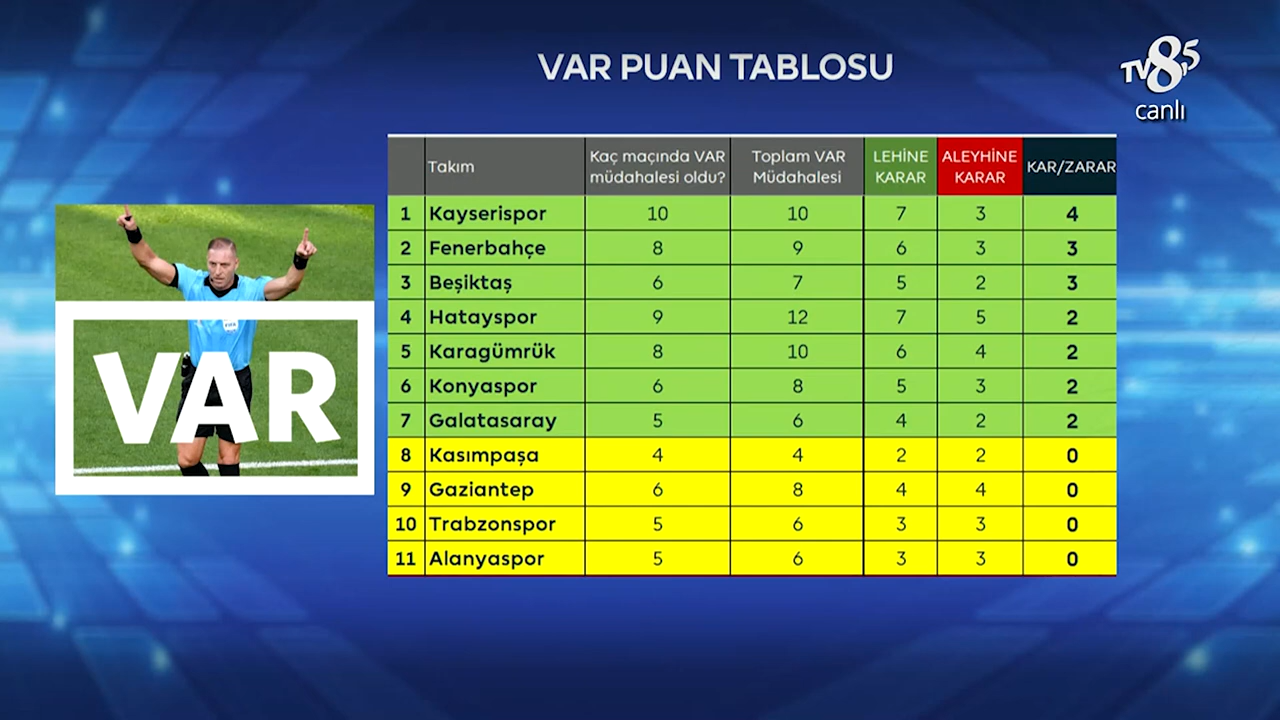 VAR PUAN TABLOSU
TV8,5
canlı
Takım
Kaç maçında VAR müdahalesi oldu?
Toplam VAR Müdahalesi
LEHİNE KARAR
ALEYHİNE KARAR
KAR/ZARAR
1 Kayserispor 10 10 7 3 4
2 Fenerbahçe 8 9 6 3 3
3 Beşiktaş 6 7 5 2 3
4 Hatayspor 9 12 7 5 2
5 Karagümrük 8 10 6 4 2
6 Konyaspor 6 8 5 3 2
7 Galatasaray 5 6 4 2 2
8 Kasımpaşa 4 4 2 2 0
9 Gaziantep 6 8 4 4 0
10 Trabzonspor 5 6 3 3 0
11 Alanyaspor 5 6 3 3 0
VAR